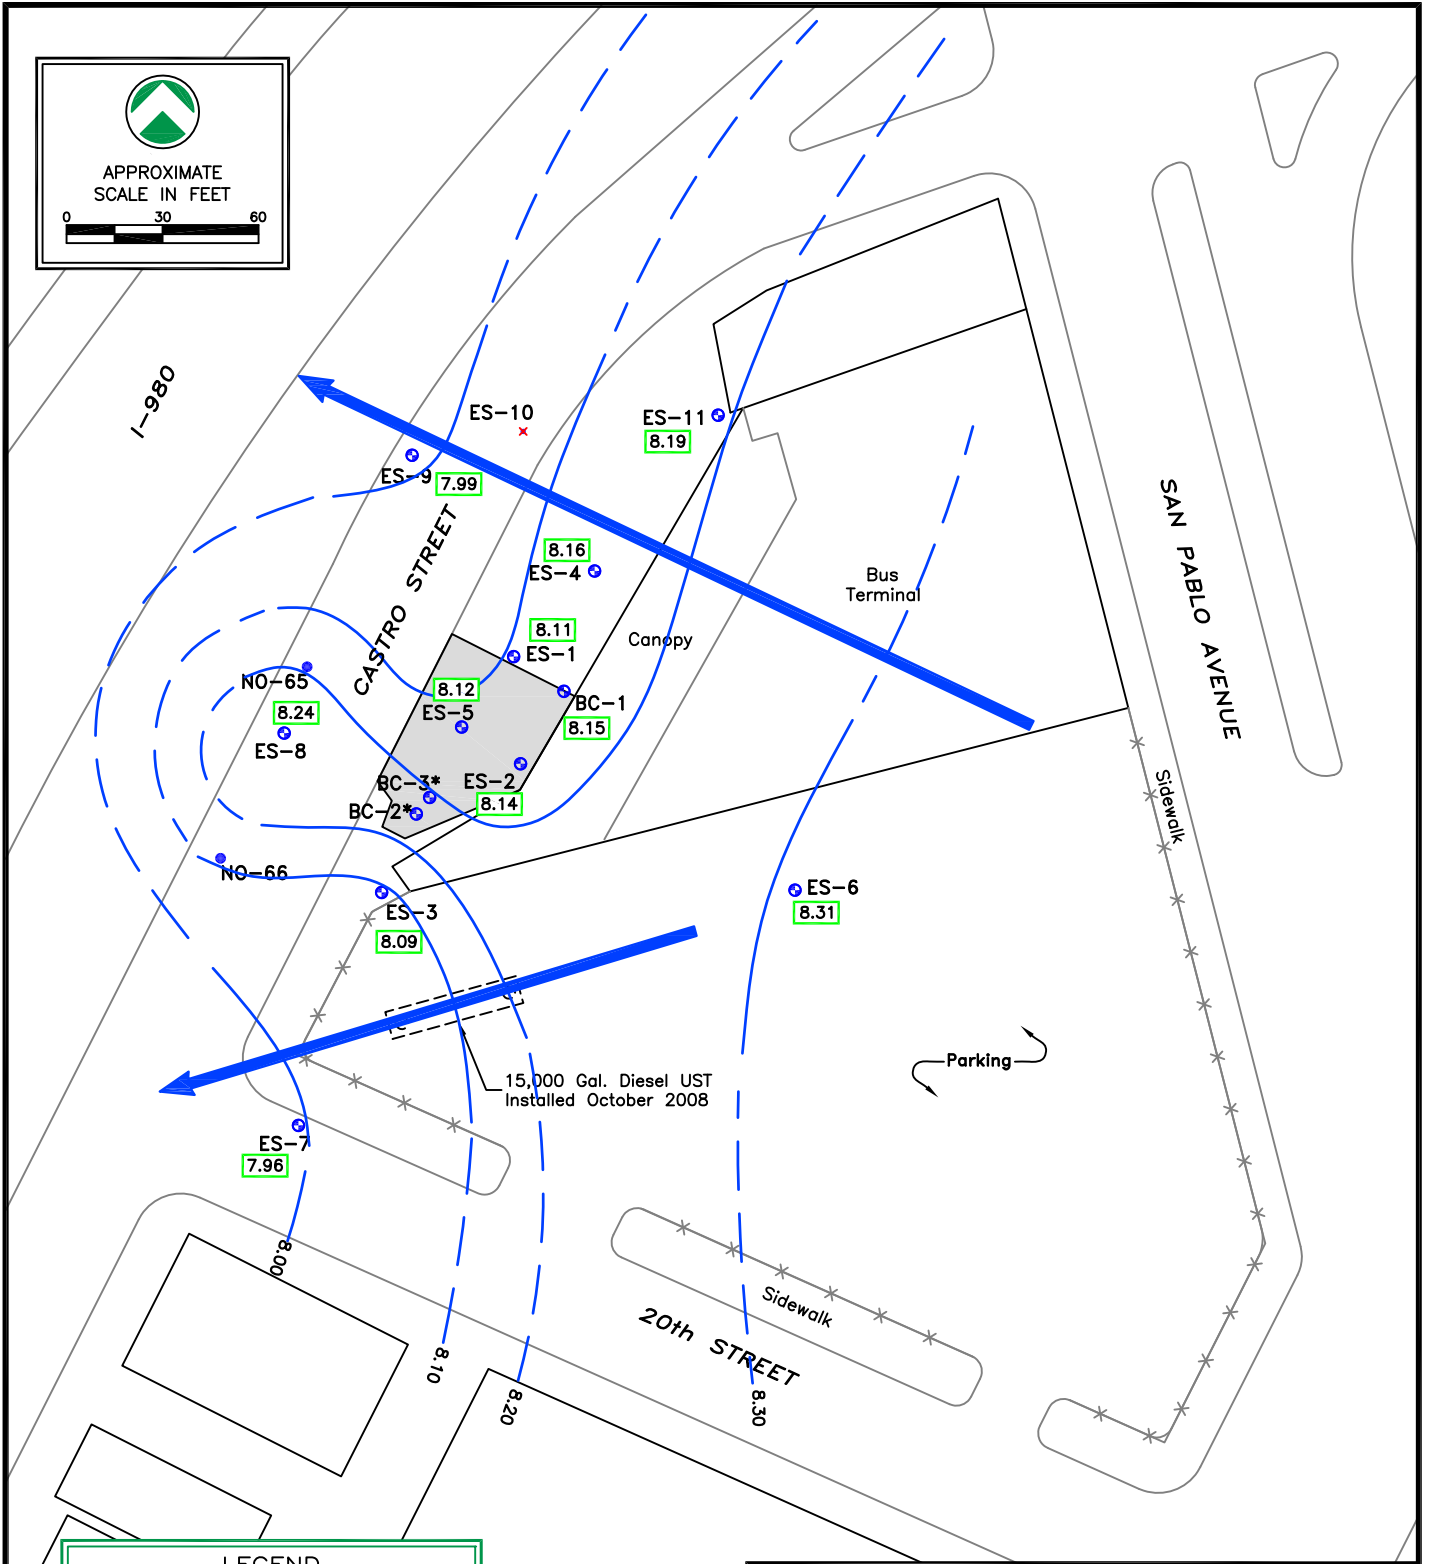 APPROXIMATE
SCALE IN FEET
0 30 60
I-980
ES-10
ES-11
8.19
ES-9
7.99
CASTRO STREET
8.16
ES-4
SAN PABLO AVENUE
Bus
Terminal
8.11
ES-1
Canopy
NO-65
8.12
8.24
ES-5
BC-1
8.15
ES-8
BC-3*
ES-2
8.14
BC-2*
Sidewalk
NO-66
ES-6
8.31
ES-3
8.09
Parking
15,000 Gal. Diesel UST
Installed October 2008
ES-7
7.96
8.00
8.10
8.20
8.30
Sidewalk
20th STREET
LEGEND